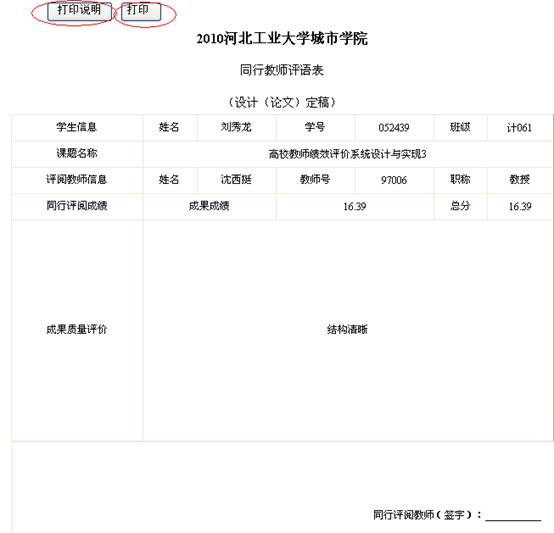 打印说明 打印
2010河北工业大学城市学院
同行教师评语表
（设计（论文）定稿）
学生信息 姓名 刘秀龙 学号 052439 班级 计061
课题名称 高校教师绩效评价系统设计与实现3
评阅教师信息 姓名 沈西挺 教师号 97006 职称 教授
同行评阅成绩 成果成绩 16.39 总分 16.39
成果质量评价 结构清晰
同行评阅教师（签字）：